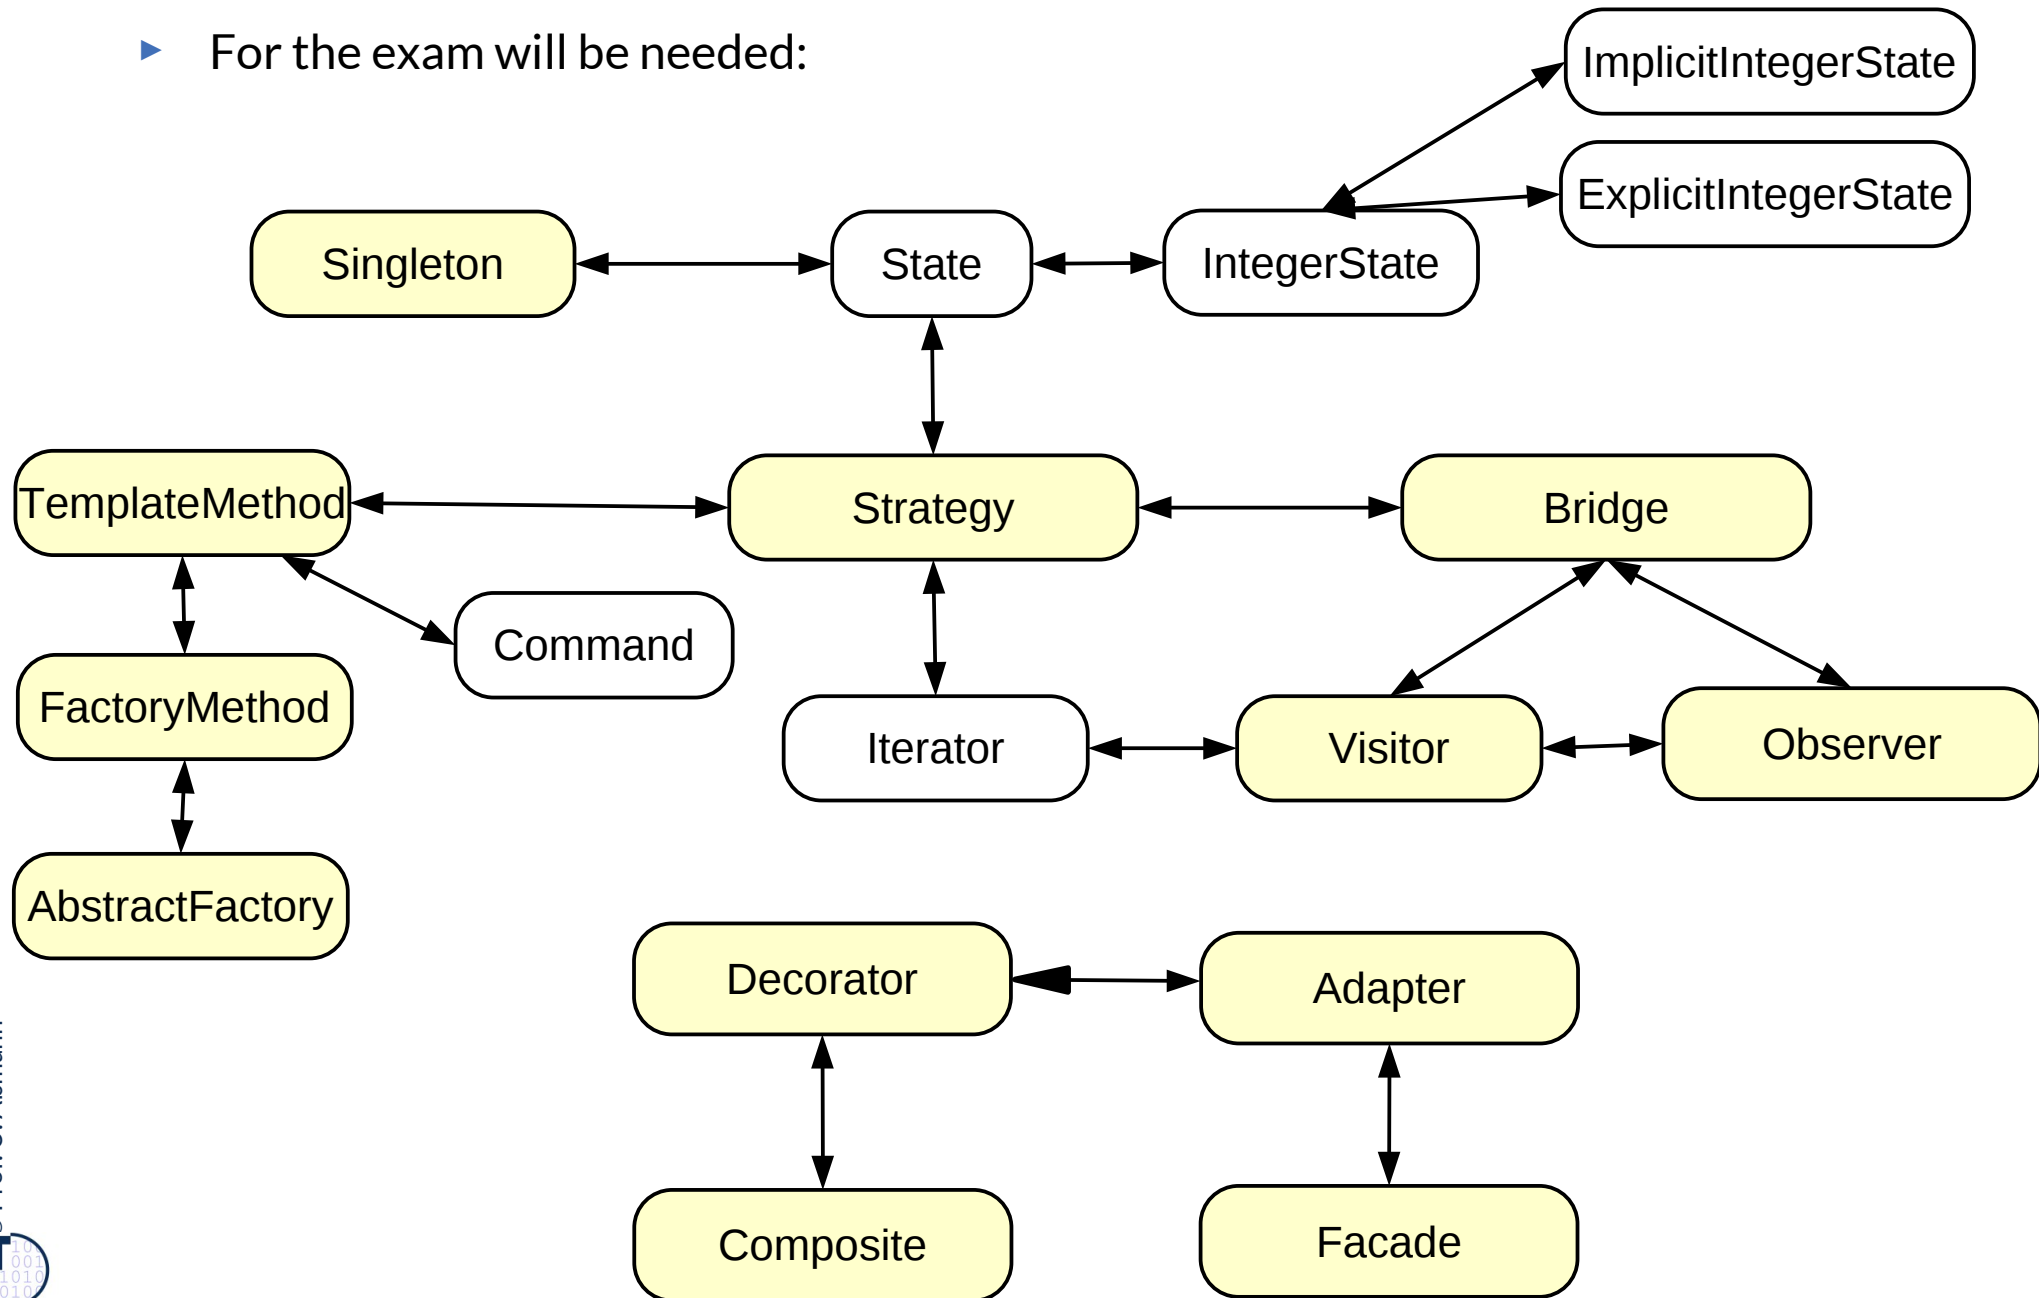 ► For the exam will be needed:
ImplicitIntegerState
ExplicitIntegerState
Singleton
State
IntegerState
TemplateMethod
Strategy
Bridge
Command
FactoryMethod
Iterator
Visitor
Observer
AbstractFactory
Decorator
Adapter
Composite
Facade